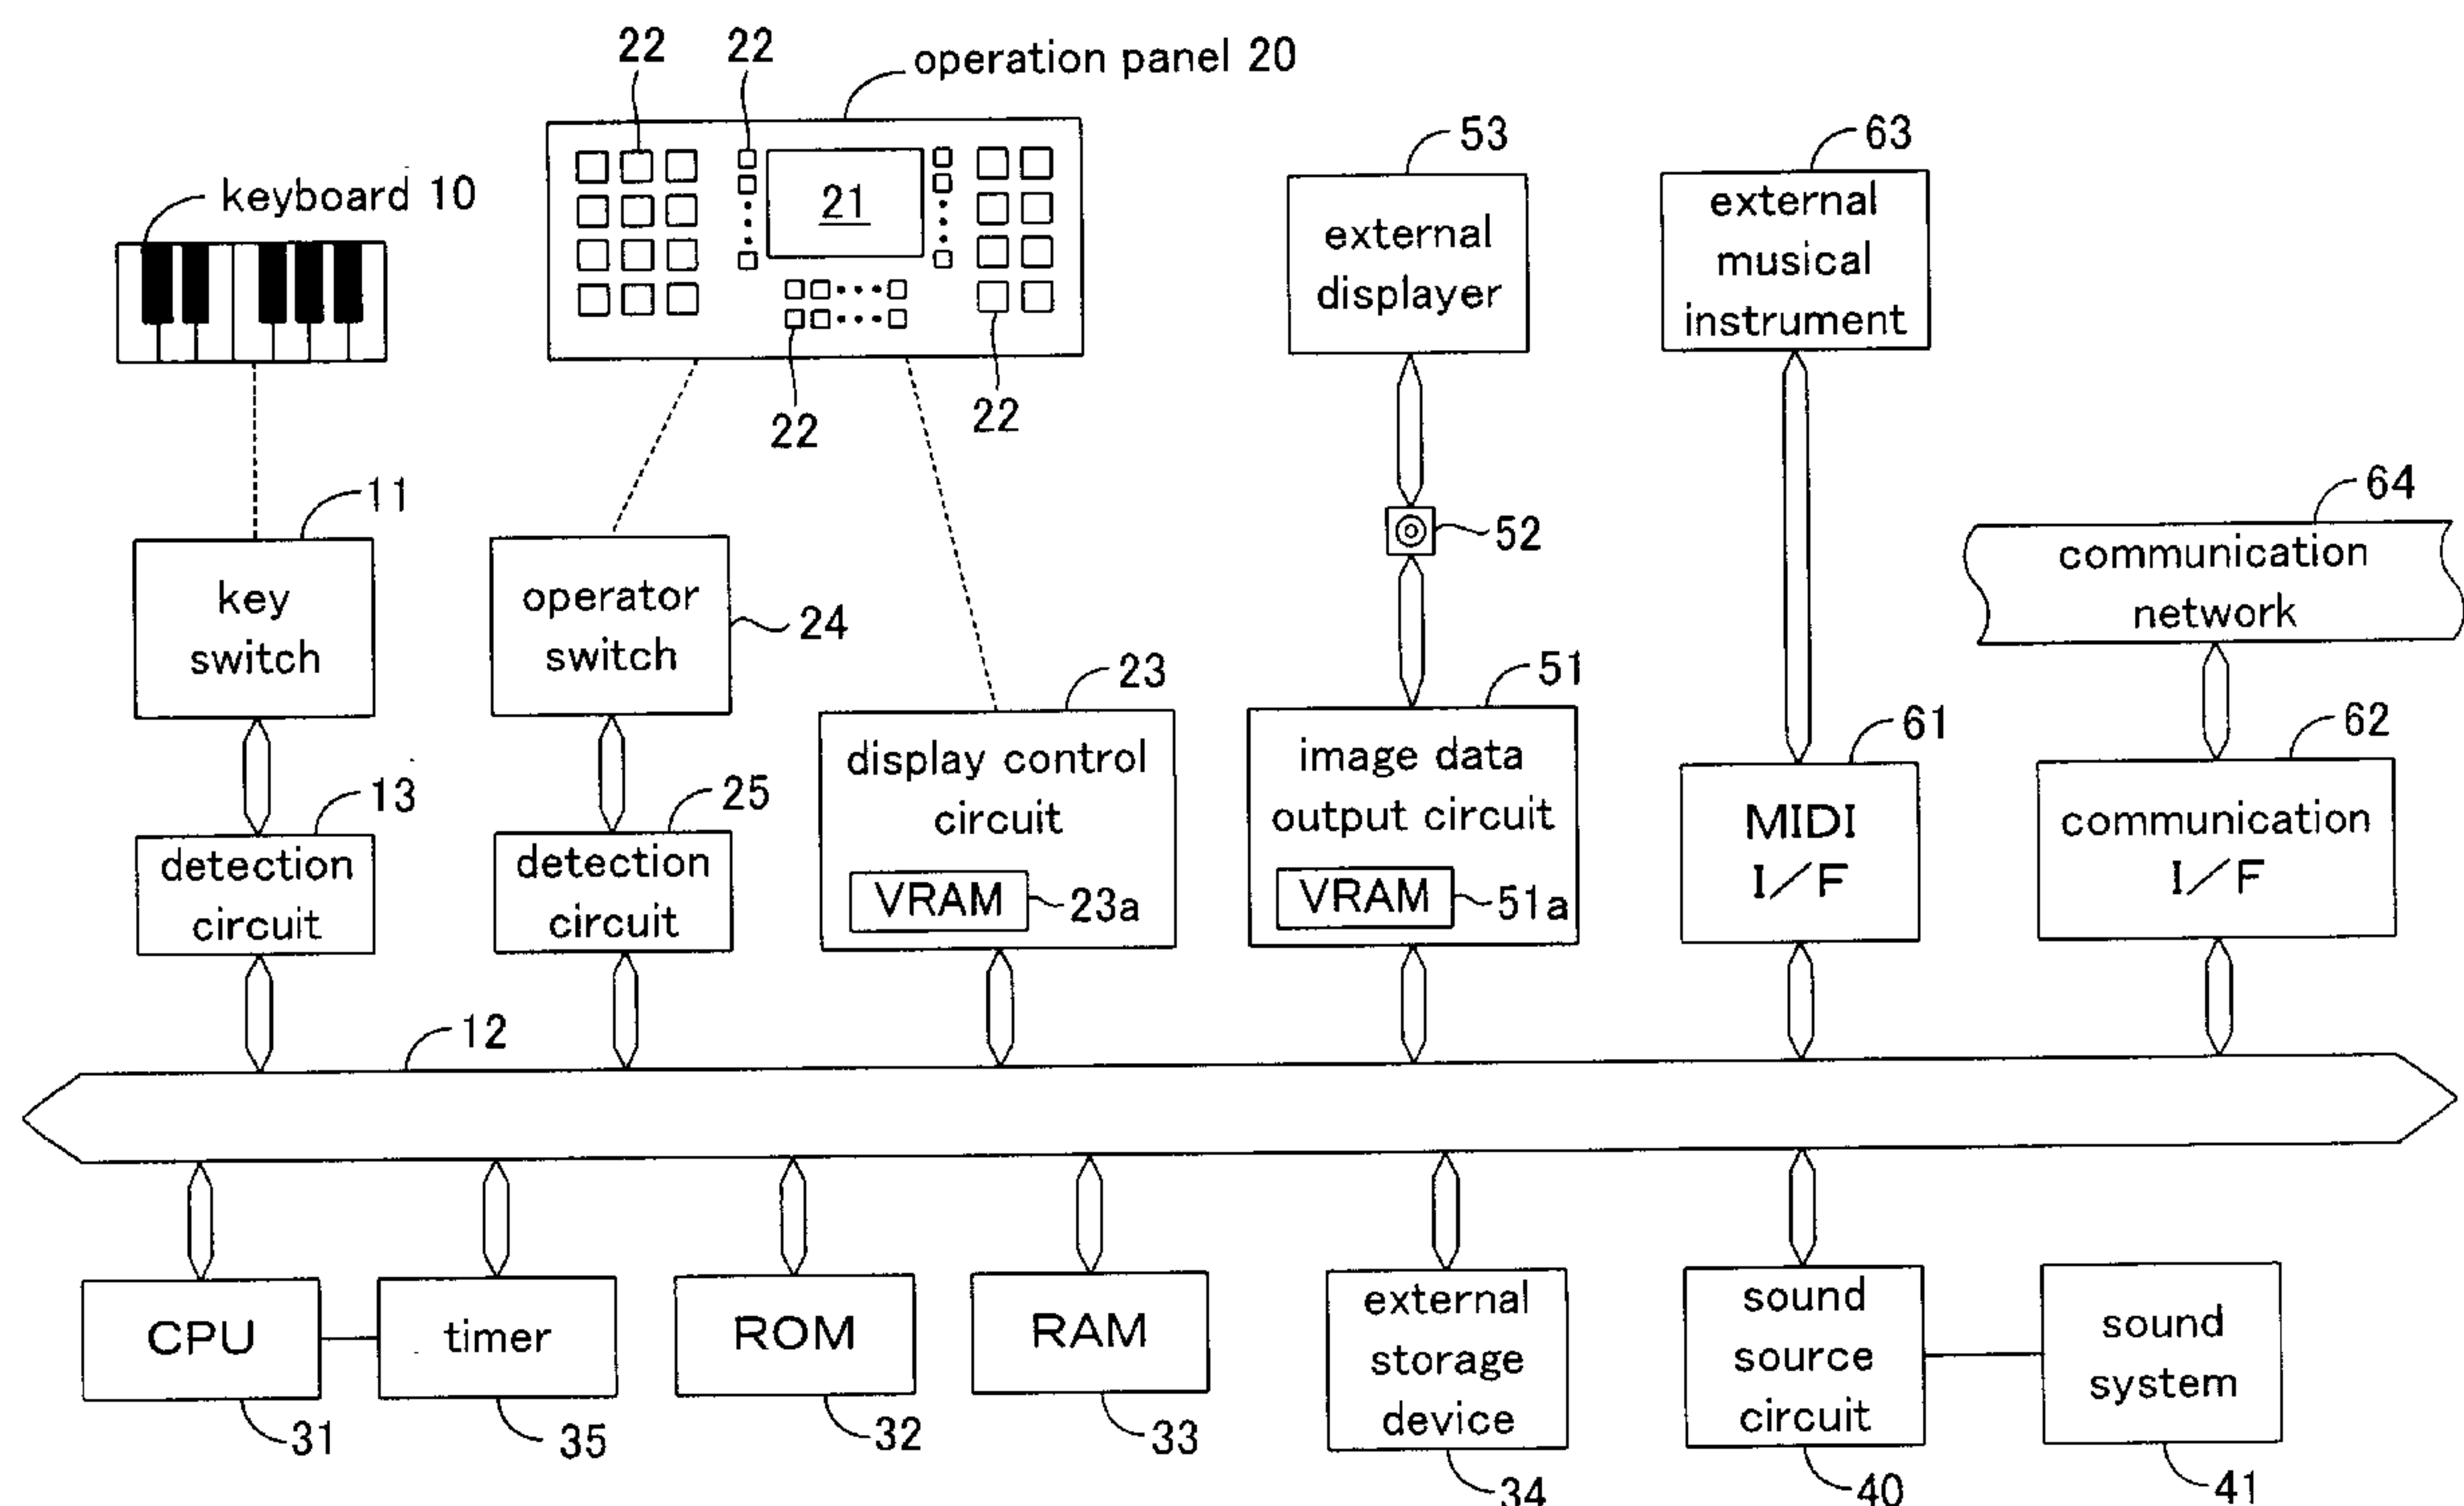 22
22
operation panel 20
53
63
keyboard 10
21
external
displayer
external
musical
instrument
22
22
11
52
64
communication
network
key
switch
operator
switch
24
23
51
61
62
display control
circuit
image data
output circuit
MIDI
I/F
communication
I/F
13
25
detection
circuit
detection
circuit
VRAM
23a
VRAM
51a
12
CPU
timer
ROM
RAM
external
storage
device
sound
source
circuit
sound
system
31
35
32
33
34
40
41